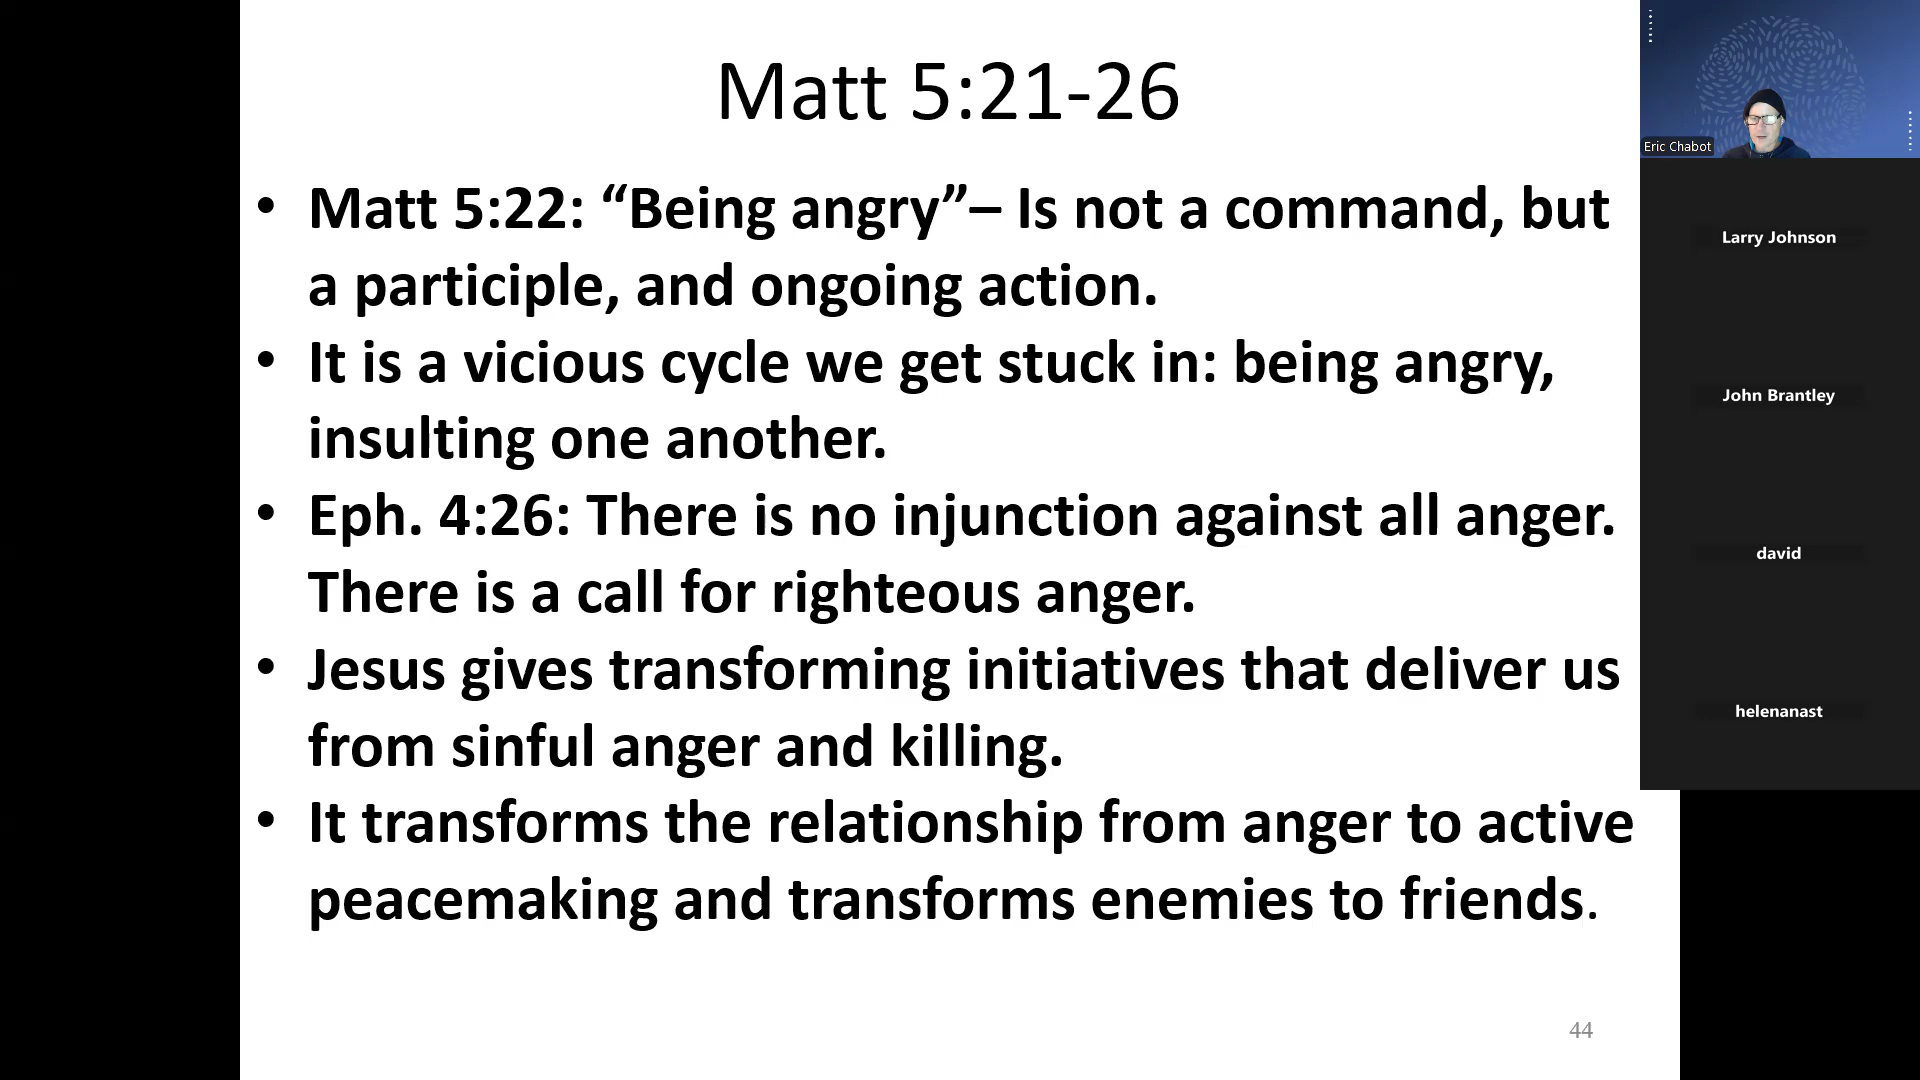 Matt 5:21-26
• Matt 5:22: “Being angry”– Is not a command, but
a participle, and ongoing action.
• It is a vicious cycle we get stuck in: being angry,
insulting one another.
• Eph. 4:26: There is no injunction against all anger.
There is a call for righteous anger.
• Jesus gives transforming initiatives that deliver us
from sinful anger and killing.
• It transforms the relationship from anger to active
peacemaking and transforms enemies to friends.
44
Eric Chabot
Larry Johnson
John Brantley
david
helenanast